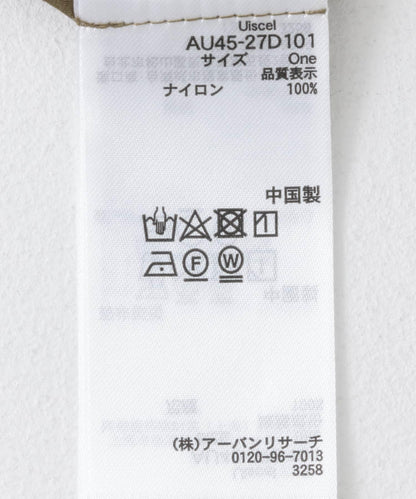 Uiscel
AU45-27D101
サイズ One
品質表示
ナイロン 100%
中国製
F W
(株)アーバンリサーチ
0120-96-7013
3258